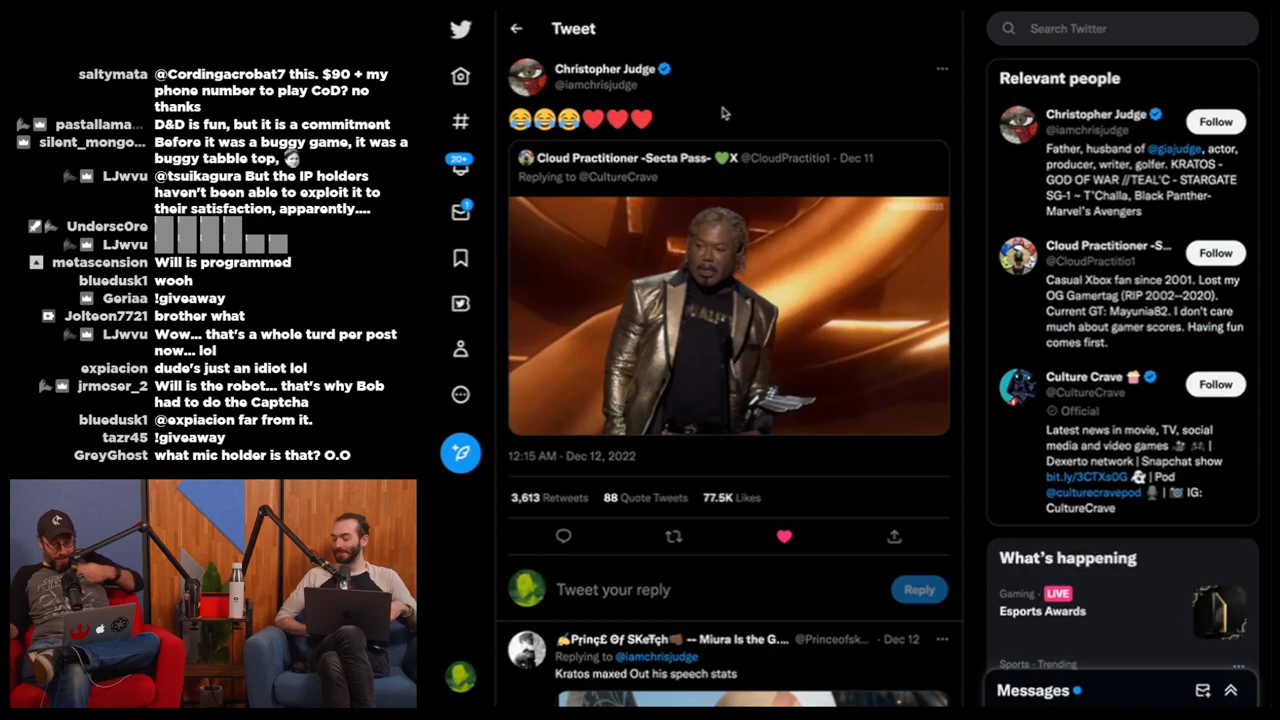 saltymata @Cordingacrobat7 this. $90 + my
phone number to play CoD? no
thanks
pastallama... D&D is fun, but it is a commitment
silent_mongo... Before it was a buggy game, it was a
buggy tabble top,
LJwvu @tsuikagura But the IP holders
haven't been able to exploit it to
their satisfaction, apparently....
Undersc0re
LJwvu
metascension Will is programmed
bluedusk1 wooh
Geriaa !giveaway
Jolteon7721 brother what
LJwvu Wow... that's a whole turd per post
now... lol
expiacion dude's just an idiot lol
jrmoser_2 Will is the robot... that's why Bob
had to do the Captcha
bluedusk1 @expiacion far from it.
tazr45 !giveaway
GreyGhost what mic holder is that? O.O
20+
1
Tweet
Christopher Judge
@iamchrisjudge
😂😂😂♥️♥️♥️
Cloud Practitioner -Secta Pass- 💚X @CloudPractitio1 · Dec 11
Replying to @CultureCrave
12:15 AM · Dec 12, 2022
3,613 Retweets 88 Quote Tweets 77.5K Likes
Tweet your reply
Reply
✍🏾Prinç£ Θƒ SKeŦçh🏿 -- Miura Is the G.... @Princeofsk... · Dec 12
Replying to @iamchrisjudge
Kratos maxed Out his speech stats
Search Twitter
Relevant people
Christopher Judge
@iamchrisjudge
Follow
Father, husband of @giajudge, actor,
producer, writer, golfer. KRATOS -
GOD OF WAR //TEAL'C - STARGATE
SG-1 ~ T'Challa, Black Panther-
Marvel's Avengers
Cloud Practitioner -S...
@CloudPractitio1
Follow
Casual Xbox fan since 2001. Lost my
OG Gamertag (RIP 2002--2020).
Current GT: Mayunia82. I don't care
much about gamer scores. Having fun
comes first.
Culture Crave 🍿
@CultureCrave
Follow
Official
Latest news in movie, TV, social
media and video games 🎥 🎮 |
Dexerto network | Snapchat show
bit.ly/3CTXsOG 👻 | Pod
@culturecravepod 🎙️ | 📷 IG:
CultureCrave
What's happening
Gaming · LIVE
Esports Awards
Sports · Trending
Messages